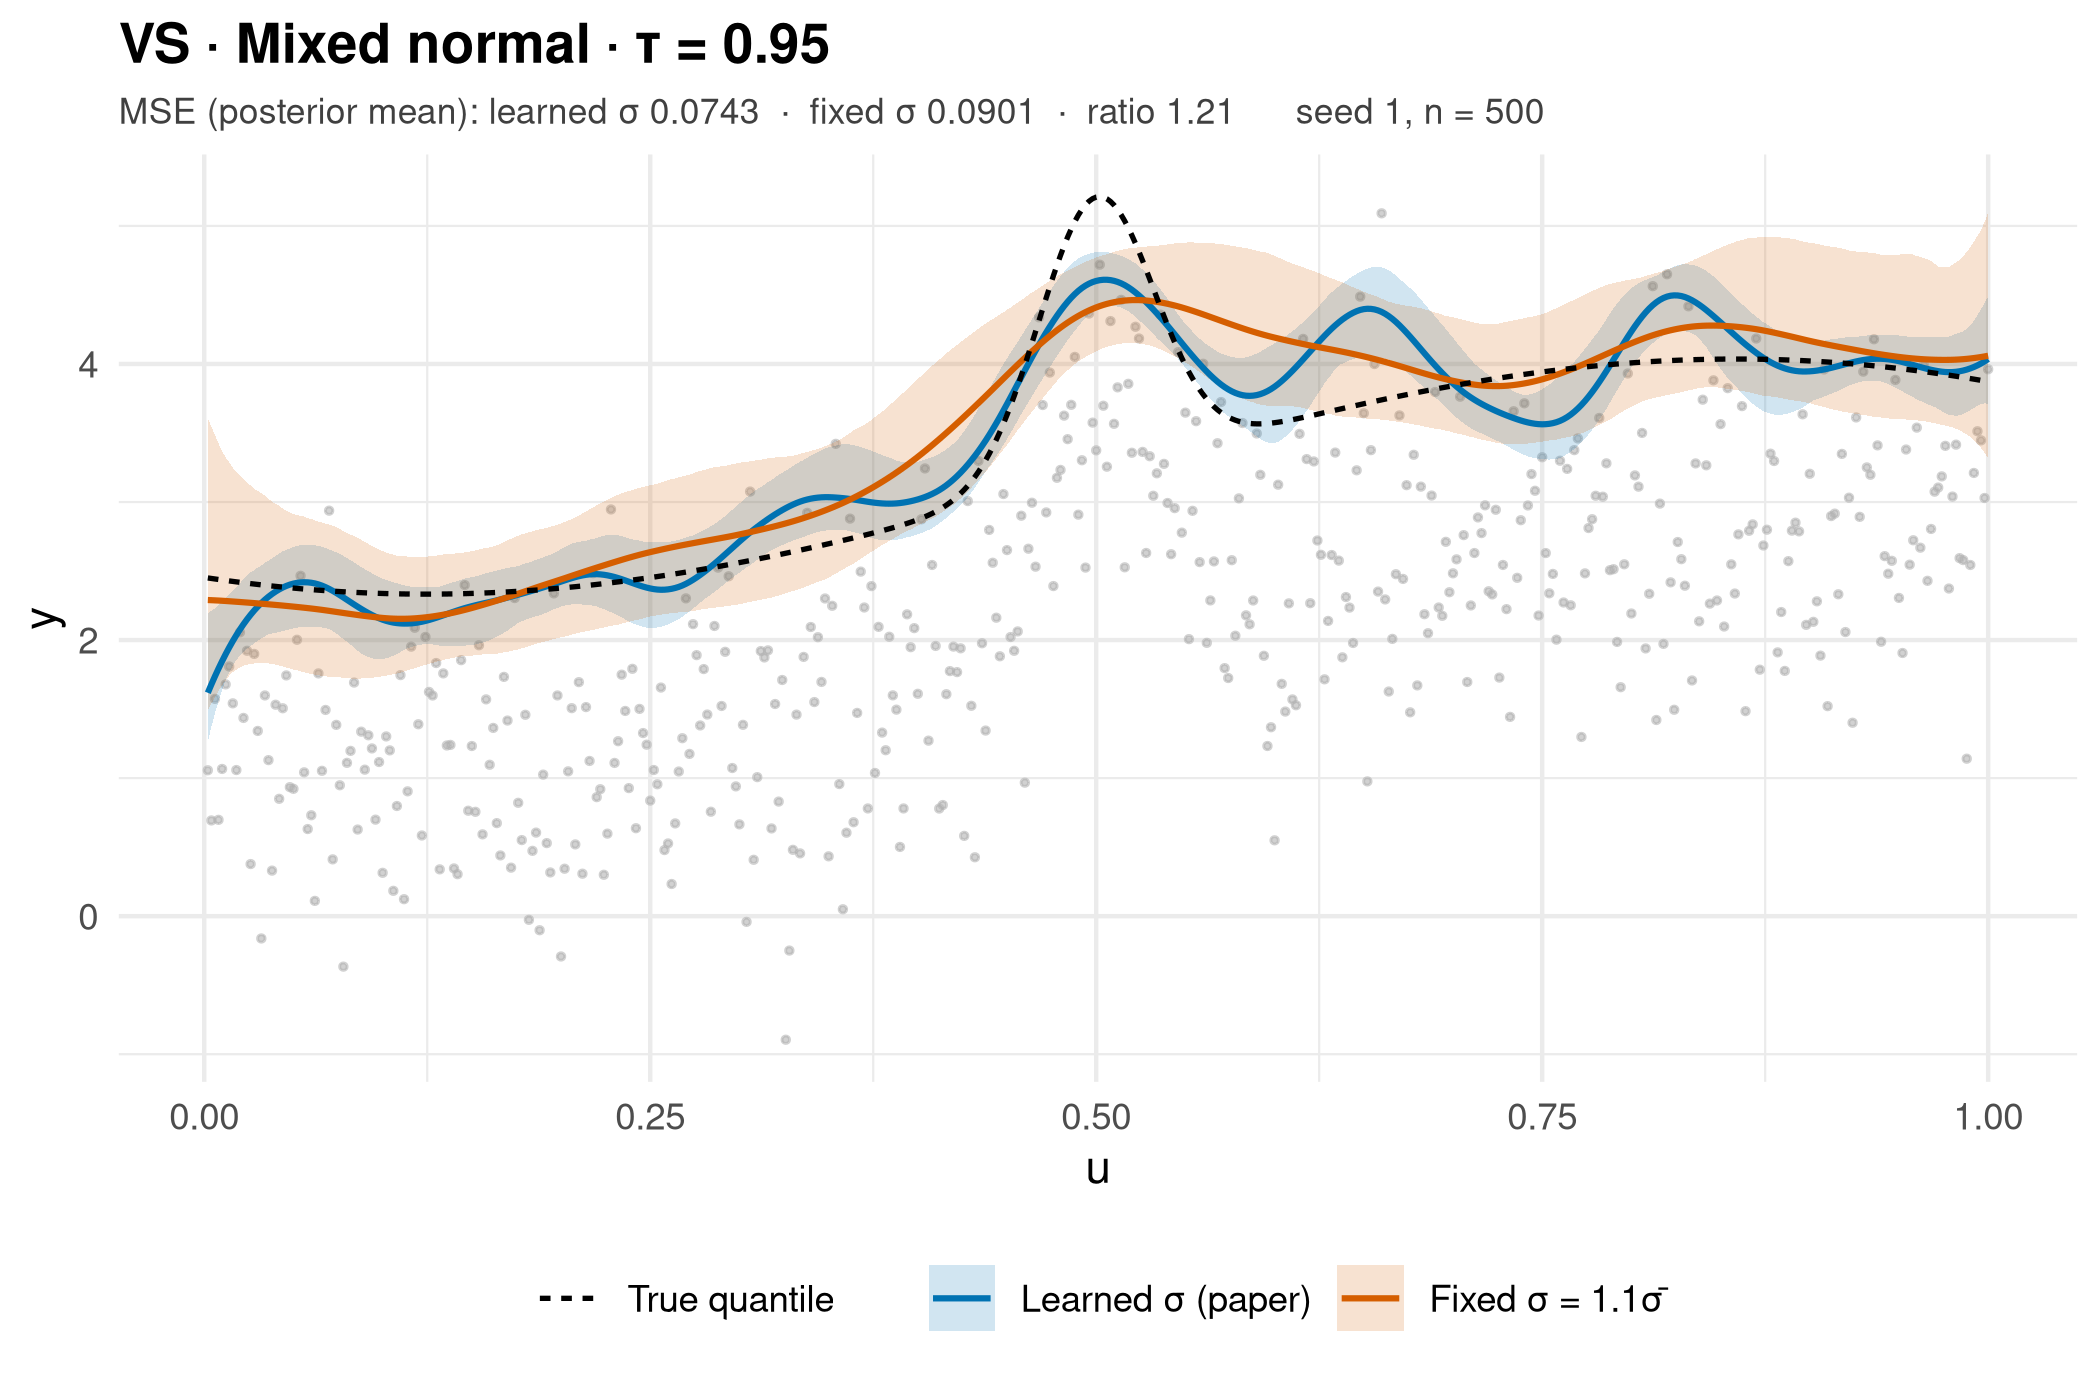 VS · Mixed normal · τ = 0.95
MSE (posterior mean): learned σ 0.0743 · fixed σ 0.0901 · ratio 1.21 seed 1, n = 500
y
4
2
0
0.00 0.25 0.50 0.75 1.00
u
True quantile Learned σ (paper) Fixed σ = 1.1σ̄